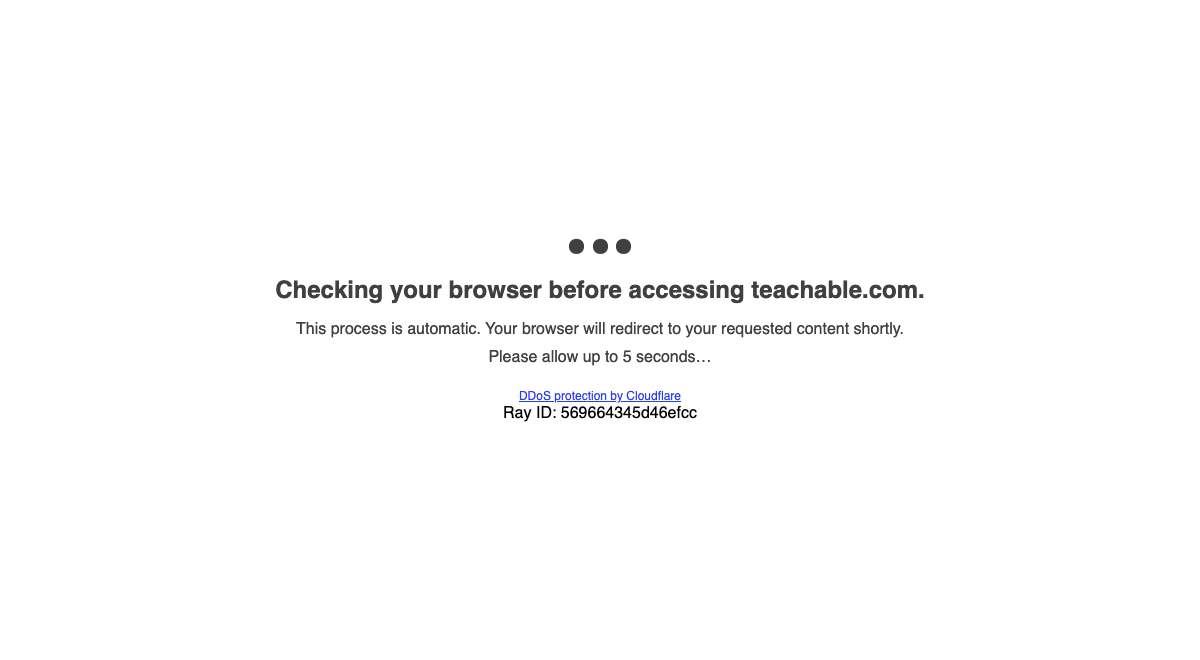 Checking your browser before accessing teachable.com.
This process is automatic. Your browser will redirect to your requested content shortly.
Please allow up to 5 seconds…
DDoS protection by Cloudflare
Ray ID: 569664345d46efcc